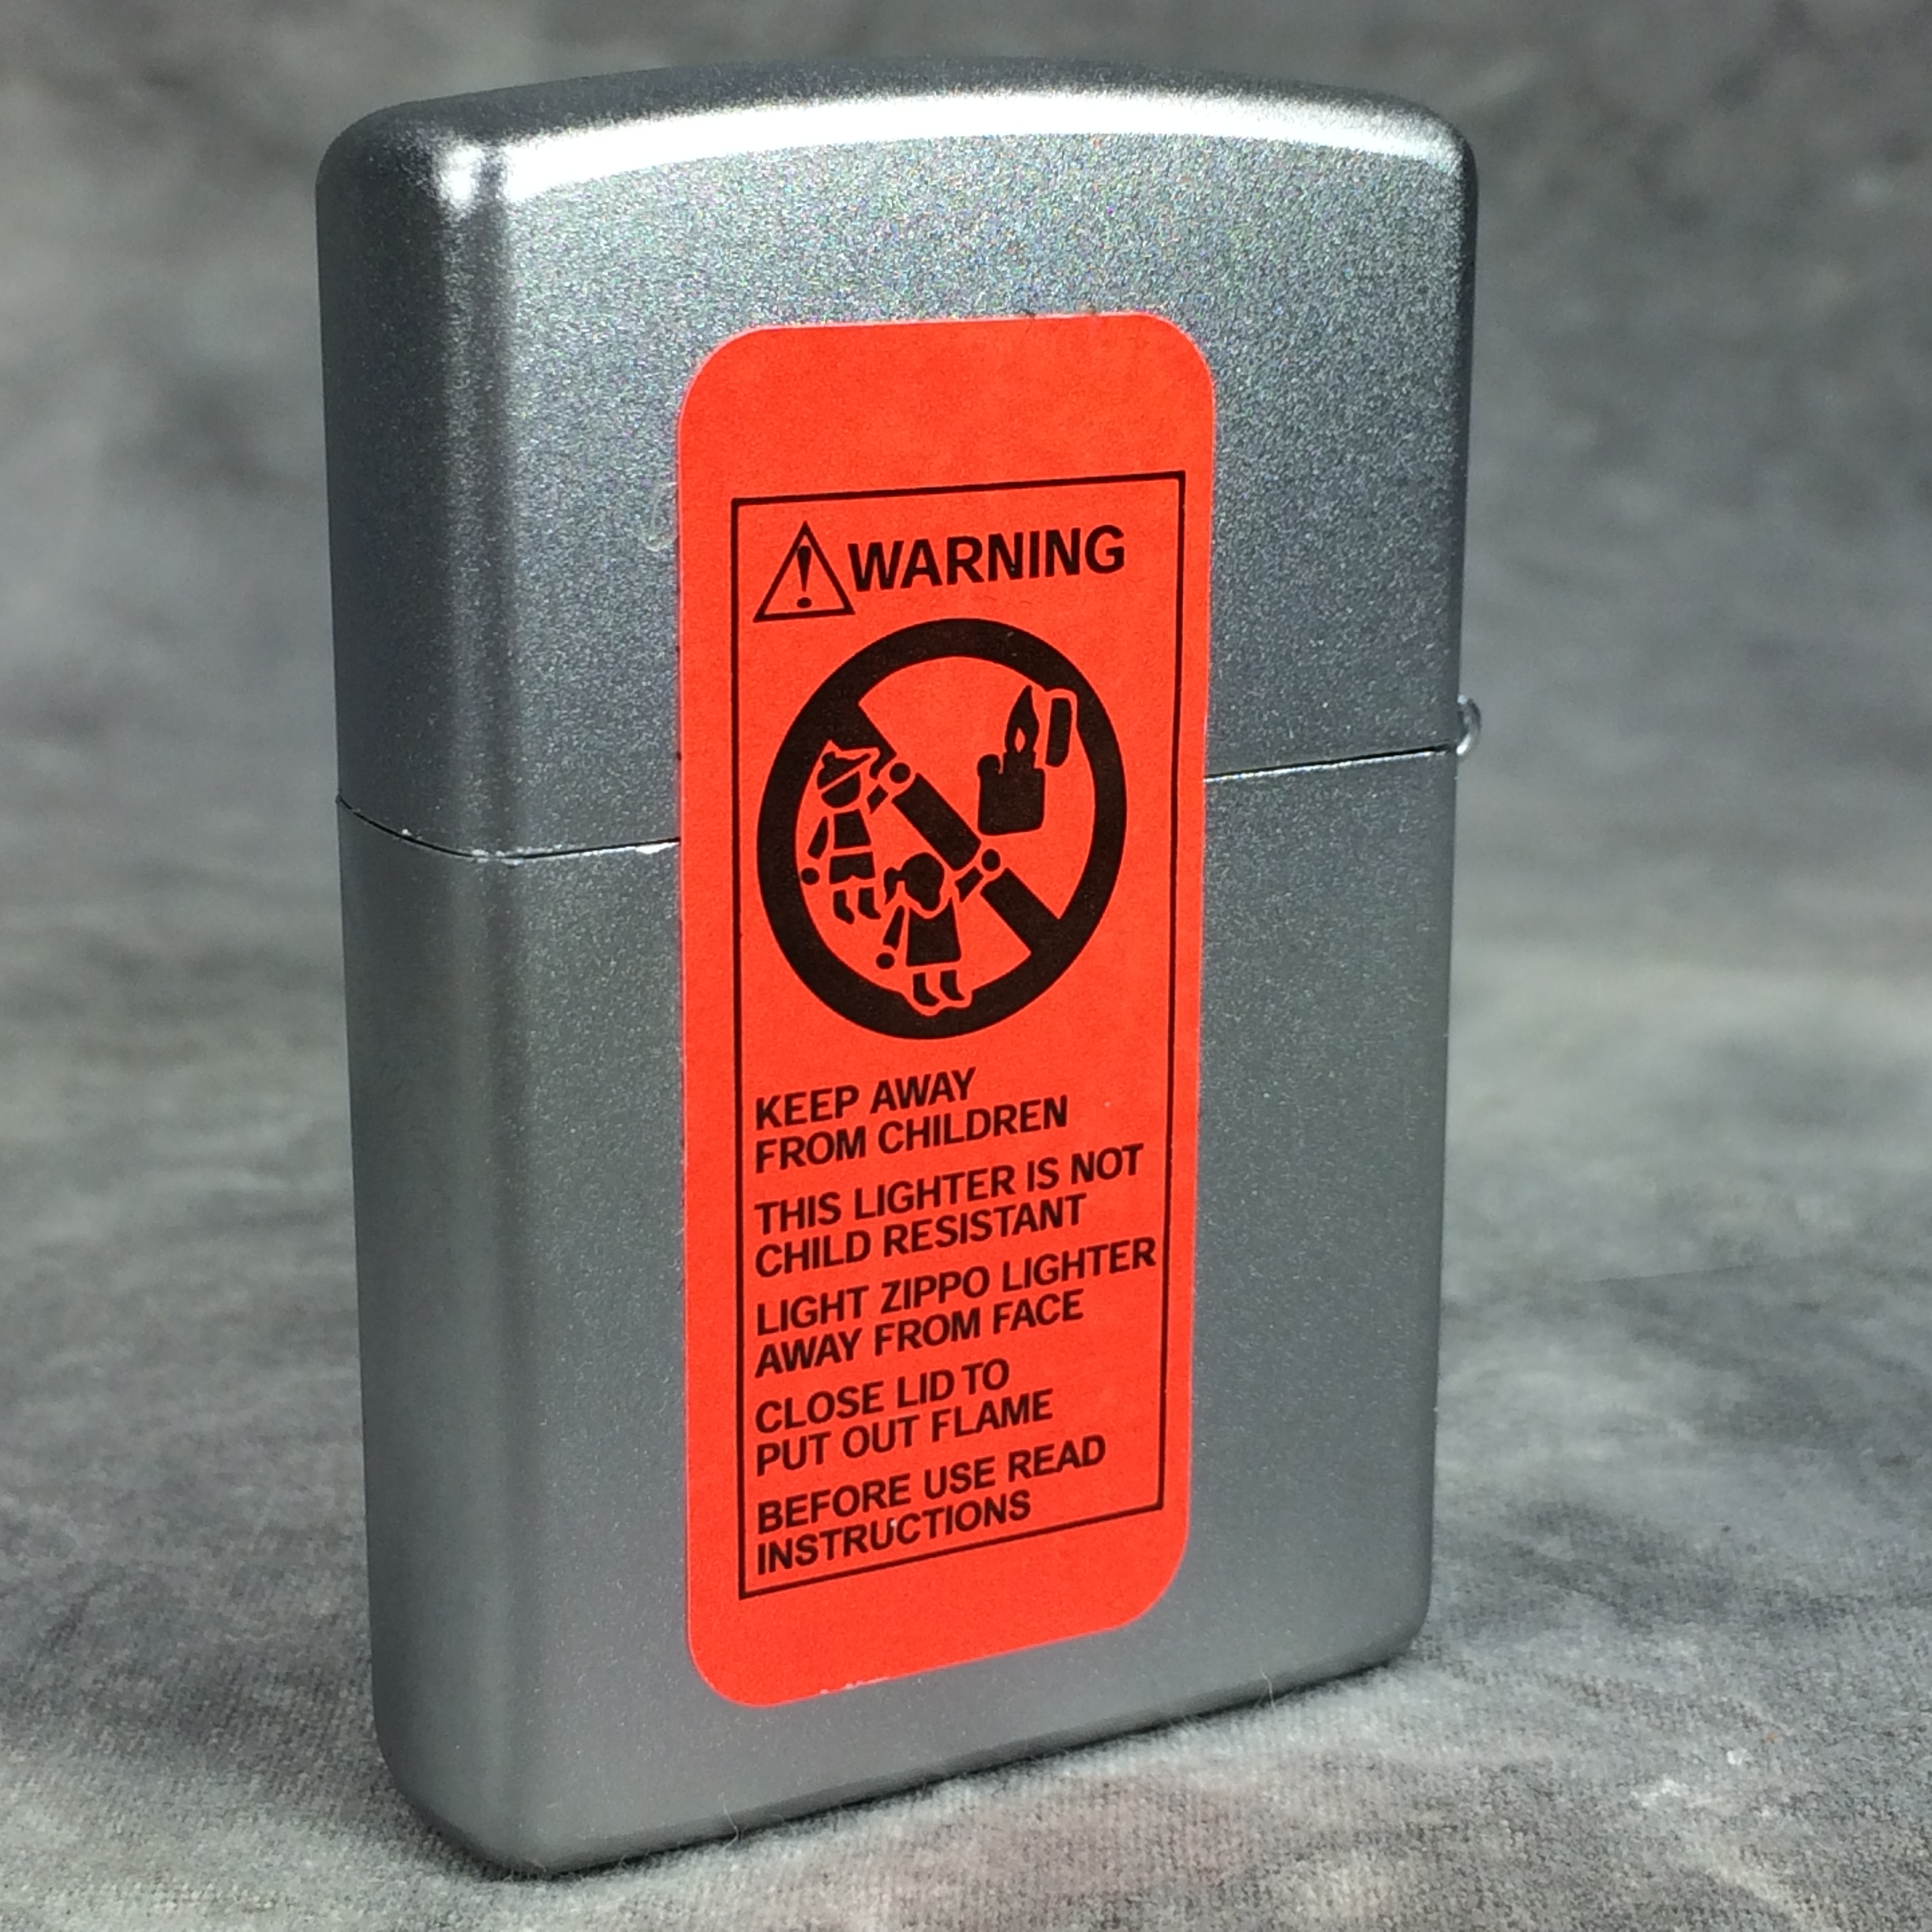 WARNING
KEEP AWAY
FROM CHILDREN
THIS LIGHTER IS NOT
CHILD RESISTANT
LIGHT ZIPPO LIGHTER
AWAY FROM FACE
CLOSE LID TO
PUT OUT FLAME
BEFORE USE READ
INSTRUCTIONS